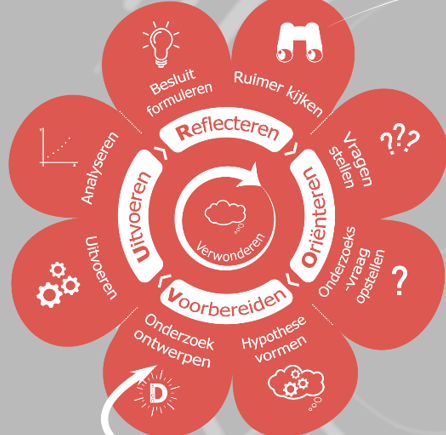 Besluit
formuleren
Ruimer kijken
Vragen
stellen
Onderzoeks
-vraag
opstellen
?
???
Hypothese
vormen
Onderzoek
ontwerpen
D
Uitvoeren
Analyseren
Reflecteren
Oriënteren
Voorbereiden
Uitvoeren
Verwonderen